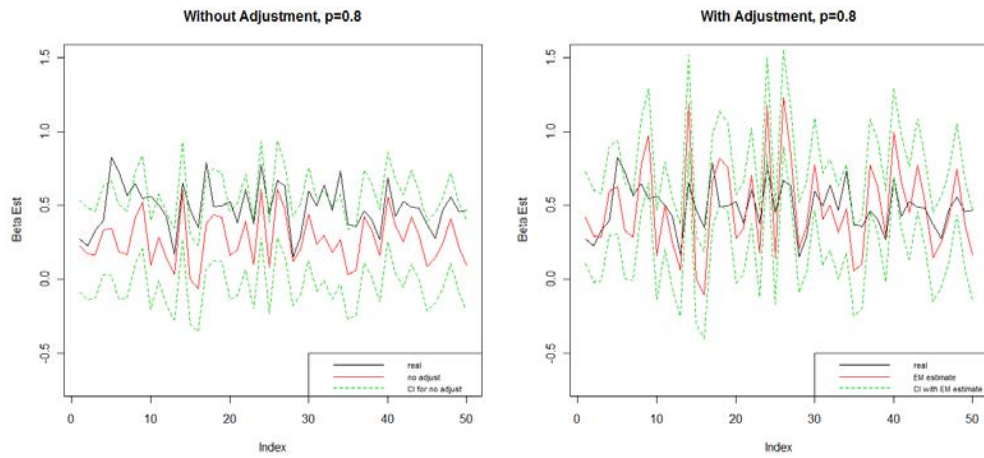 Without Adjustment, p=0.8
Beta Est
1.5
1.0
0.5
0.0
-0.5
real
no adjust
CI for no adjust
0 10 20 30 40 50
Index
With Adjustment, p=0.8
Beta Est
1.5
1.0
0.5
0.0
-0.5
real
EM estimate
CI with EM estimate
0 10 20 30 40 50
Index